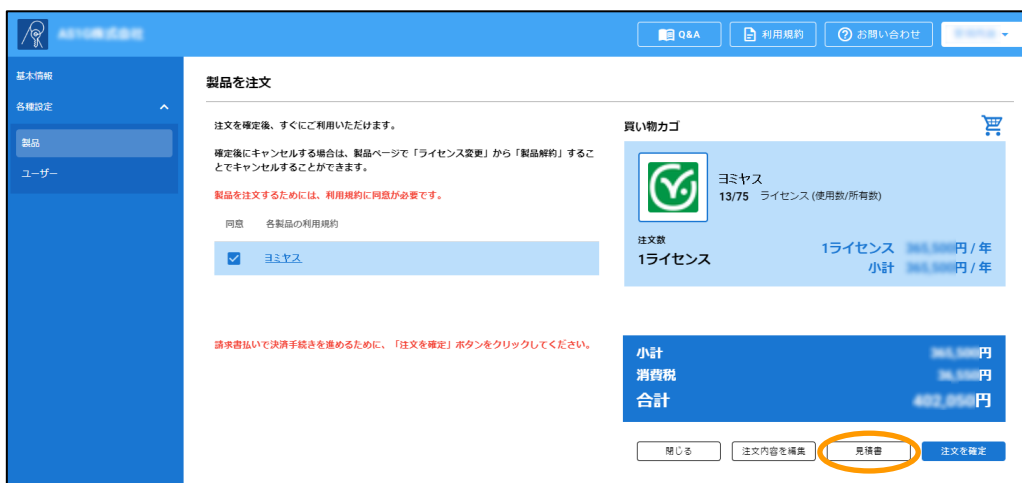 Q&A
利用規約
お問い合わせ
基本情報
各種設定
製品
ユーザー
製品を注文
注文を確定後、すぐにご利用いただけます。
確定後にキャンセルする場合は、製品ページで「ライセンス変更」から「製品解約」するこ
とでキャンセルすることができます。
製品を注文するためには、利用規約に同意が必要です。
同意 各製品の利用規約
ヨミヤス
請求書払いで決済手続きを進めるために、「注文を確定」ボタンをクリックしてください。
買い物カゴ
ヨミヤス
13/75 ライセンス (使用数/所有数)
注文数
1ライセンス
1ライセンス 円 / 年
小計 円 / 年
小計 円
消費税 円
合計 円
閉じる
注文内容を編集
見積書
注文を確定